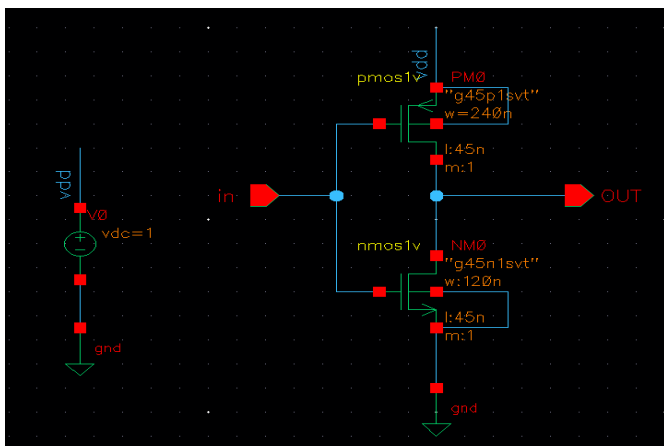 vdd
pmos1v PM0
"g45p1svt"
w=240n
l:45n
m:1
in
OUT
vdd
V0
vdc=1
gnd
nmos1v NM0
"g45n1svt"
w:120n
l:45n
m:1
gnd